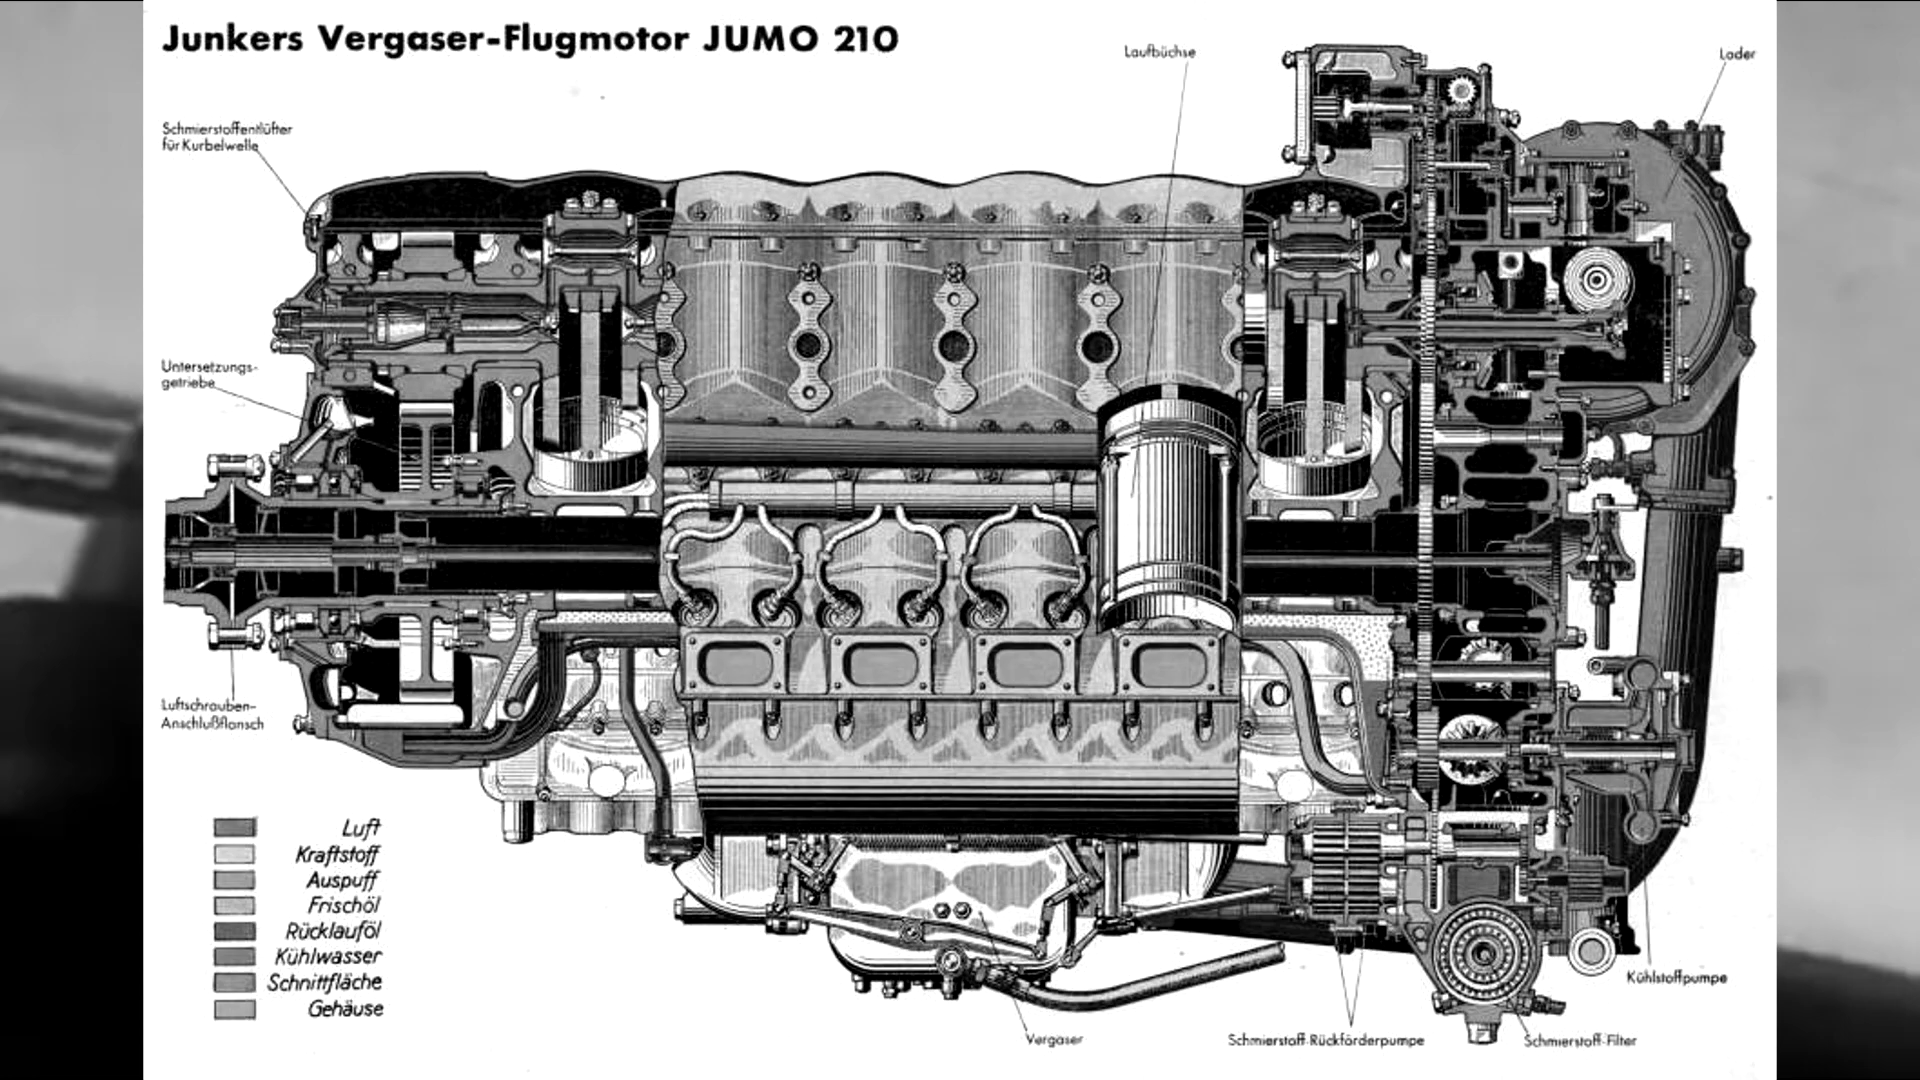 Junkers Vergaser-Flugmotor JUMO 210
Laufbüchse
Lader
Schmierstoffentlüfter
für Kurbelwelle
Untersetzungs-
getriebe
Luftschrauben-
Anschlußflansch
Luft
Kraftstoff
Auspuff
Frischöl
Rücklauföl
Kühlwasser
Schnittfläche
Gehäuse
Kühlstoffpumpe
Vergaser
Schmierstoff-Rückförderpumpe
Schmierstoff-Filter